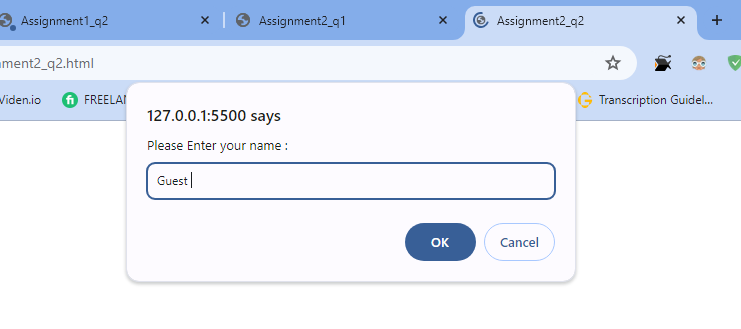 Assignment1_q2
Assignment2_q1
Assignment2_q2
nment2_q2.html
Viden.io
FREELAN
Transcription Guidel...
127.0.0.1:5500 says
Please Enter your name :
Guest
OK
Cancel